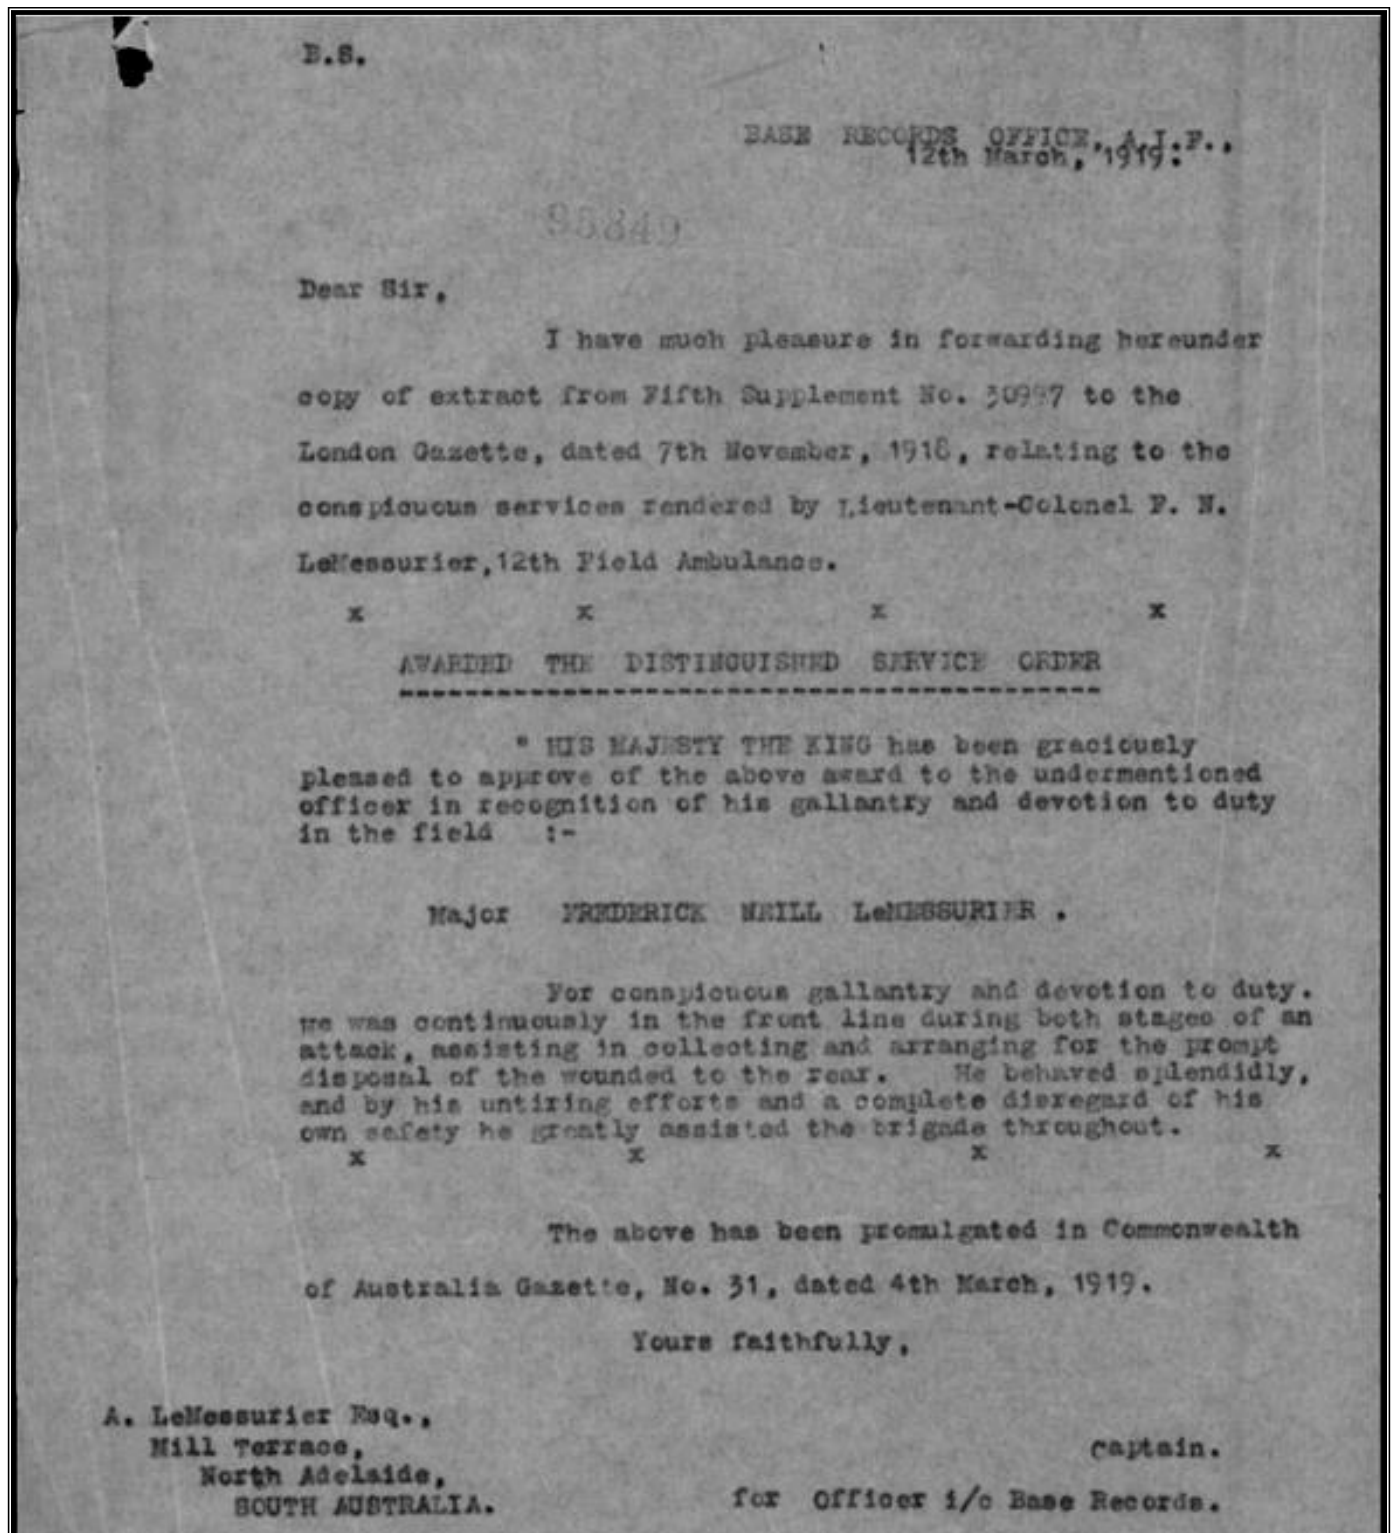 B.S.
BASE RECORDS OFFICE, A.I.F.,
12th March, 1919.
Dear Sir,
I have much pleasure in forwarding hereunder
copy of extract from Fifth Supplement No. 30997 to the
London Gazette, dated 7th November, 1918, relating to the
conspicuous services rendered by Lieutenant-Colonel F. N.
LeMessurier, 12th Field Ambulance.
x x x x
AWARDED THE DISTINGUISHED SERVICE ORDER
" HIS MAJESTY THE KING has been graciously
pleased to approve of the above award to the undermentioned
officer in recognition of his gallantry and devotion to duty
in the field :-
Major FREDERICK NEILL LeMESSURIER .
For conspicuous gallantry and devotion to duty.
He was continuously in the front line during both stages of an
attack, assisting in collecting and arranging for the prompt
disposal of the wounded to the rear. He behaved splendidly,
and by his untiring efforts and a complete disregard of his
own safety he greatly assisted the brigade throughout.
x x x x
The above has been promulgated in Commonwealth
of Australia Gazette, No. 31, dated 4th March, 1919.
Yours faithfully,
A. LeMessurier Esq.,
Mill Terrace,
North Adelaide,
SOUTH AUSTRALIA.
Captain.
for Officer i/c Base Records.